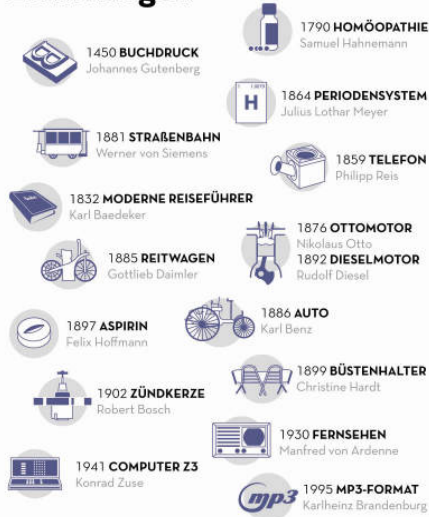 1790 HOMÖOPATHIE
Samuel Hahnemann
1450 BUCHDRUCK
Johannes Gutenberg
1864 PERIODENSYSTEM
Julius Lothar Meyer
H
1881 STRAßENBAHN
Werner von Siemens
1859 TELEFON
Philipp Reis
1832 MODERNE REISEFÜHRER
Karl Baedeker
1876 OTTOMOTOR
Nikolaus Otto
1892 DIESELMOTOR
Rudolf Diesel
1885 REITWAGEN
Gottlieb Daimler
1886 AUTO
Karl Benz
1897 ASPIRIN
Felix Hoffmann
1899 BÜSTENHALTER
Christine Hardt
1902 ZÜNDKERZE
Robert Bosch
1930 FERNSEHEN
Manfred von Ardenne
1941 COMPUTER Z3
Konrad Zuse
mp3
1995 MP3-FORMAT
Karlheinz Brandenburg